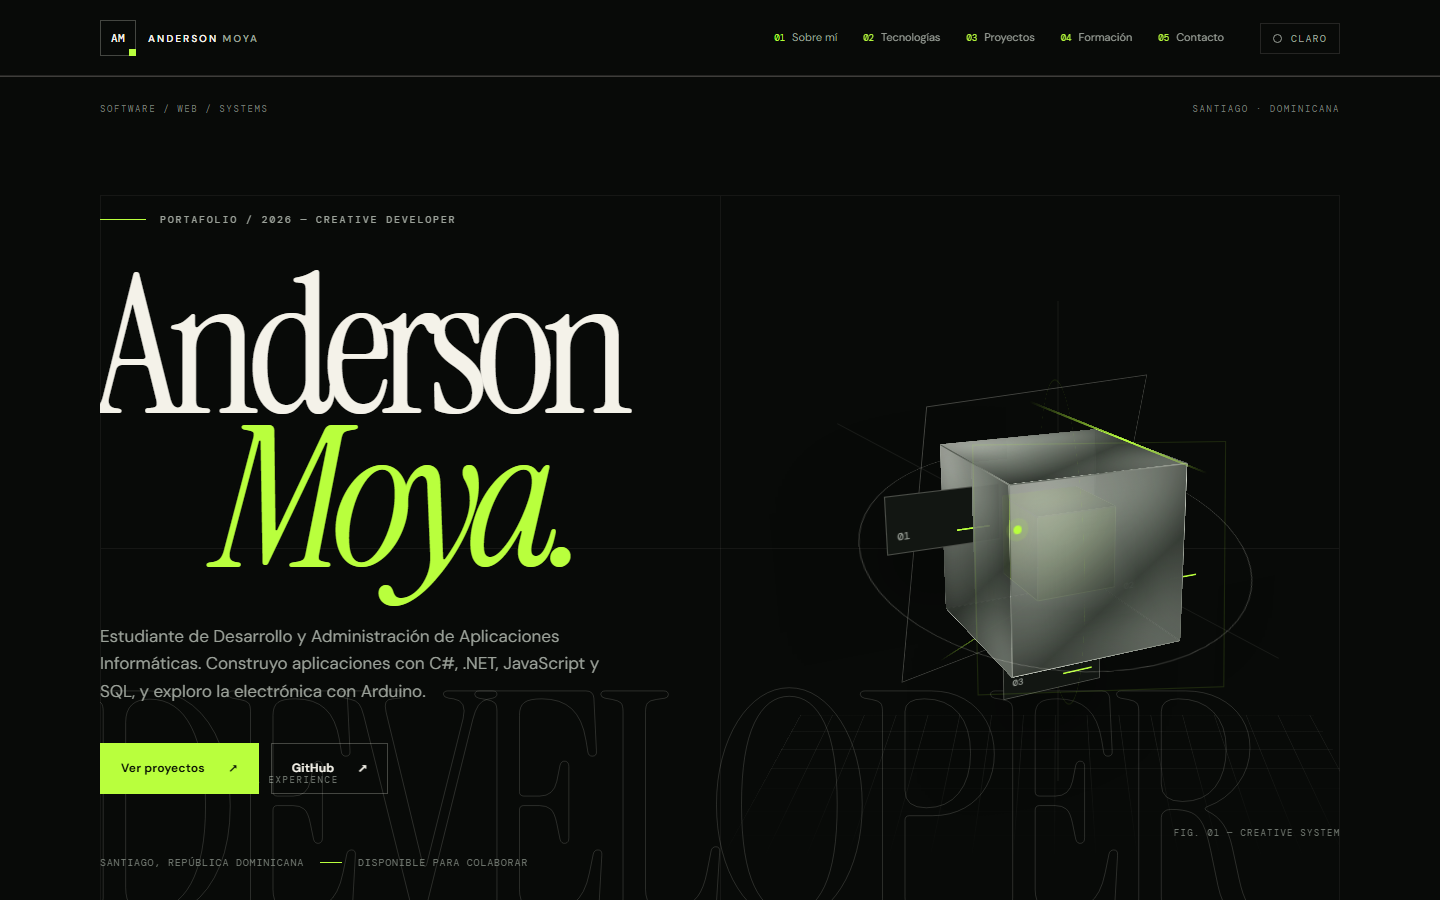 AM
ANDERSON MOYA
01 Sobre mí
02 Tecnologías
03 Proyectos
04 Formación
05 Contacto
CLARO
SOFTWARE / WEB / SYSTEMS
SANTIAGO · DOMINICANA
PORTAFOLIO / 2026 — CREATIVE DEVELOPER
Anderson
Moya.
01
03
Estudiante de Desarrollo y Administración de Aplicaciones
Informáticas. Construyo aplicaciones con C#, .NET, JavaScript y
SQL, y exploro la electrónica con Arduino.
DEVELOPER
Ver proyectos ↗
GitHub ↗
EXPERIENCE
FIG. 01 — CREATIVE SYSTEM
SANTIAGO, REPÚBLICA DOMINICANA — DISPONIBLE PARA COLABORAR